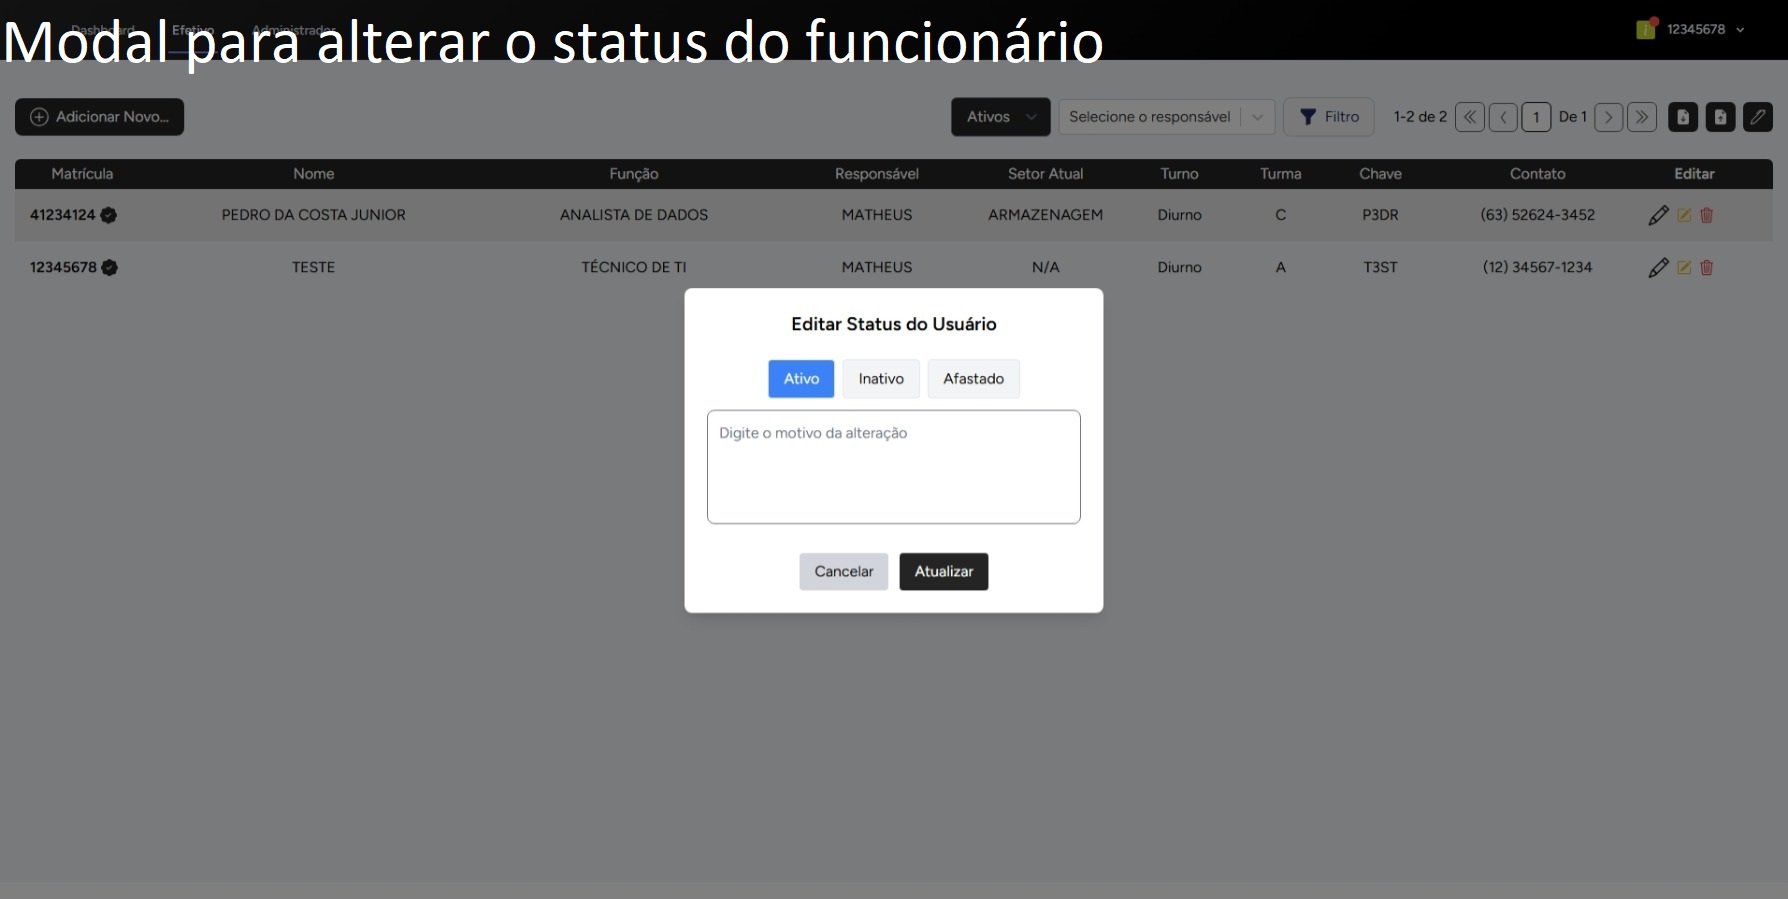 Dashboard Efetivo Administrador
Modal para alterar o status do funcionário
12345678
Adicionar Novo...
Ativos
Selecione o responsável
Filtro
1-2 de 2
1
De 1
Matrícula Nome Função Responsável Setor Atual Turno Turma Chave Contato Editar
41234124 PEDRO DA COSTA JUNIOR ANALISTA DE DADOS MATHEUS ARMAZENAGEM Diurno C P3DR (63) 52624-3452
12345678 TESTE TÉCNICO DE TI MATHEUS N/A Diurno A T3ST (12) 34567-1234
Editar Status do Usuário
Ativo Inativo Afastado
Digite o motivo da alteração
Cancelar Atualizar